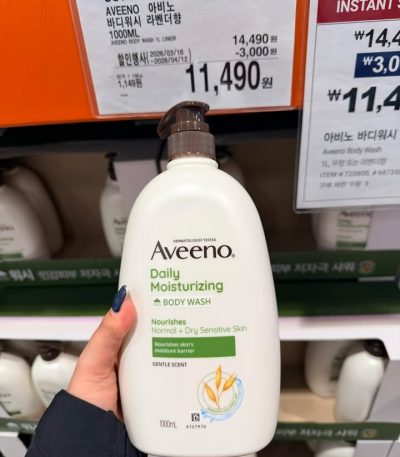 AVEENO 아비노
바디워시 라벤더향
1000ML
AVEENO BODY WASH 1L LVNDR
14,490원
-3,000원
할인행사
2026/03/16
~2026/04/12
1,149원
11,490원
INSTANT S
₩14,4
₩3,0
₩11,4
아비노 바디워시
Aveeno Body Wash
DERMATOLOGIST TESTED
Aveeno®
Daily
Moisturizing
BODY WASH
Nourishes
Normal + Dry Sensitive Skin
Nourishes skin's
moisture barrier
GENTLE SCENT
1000mL